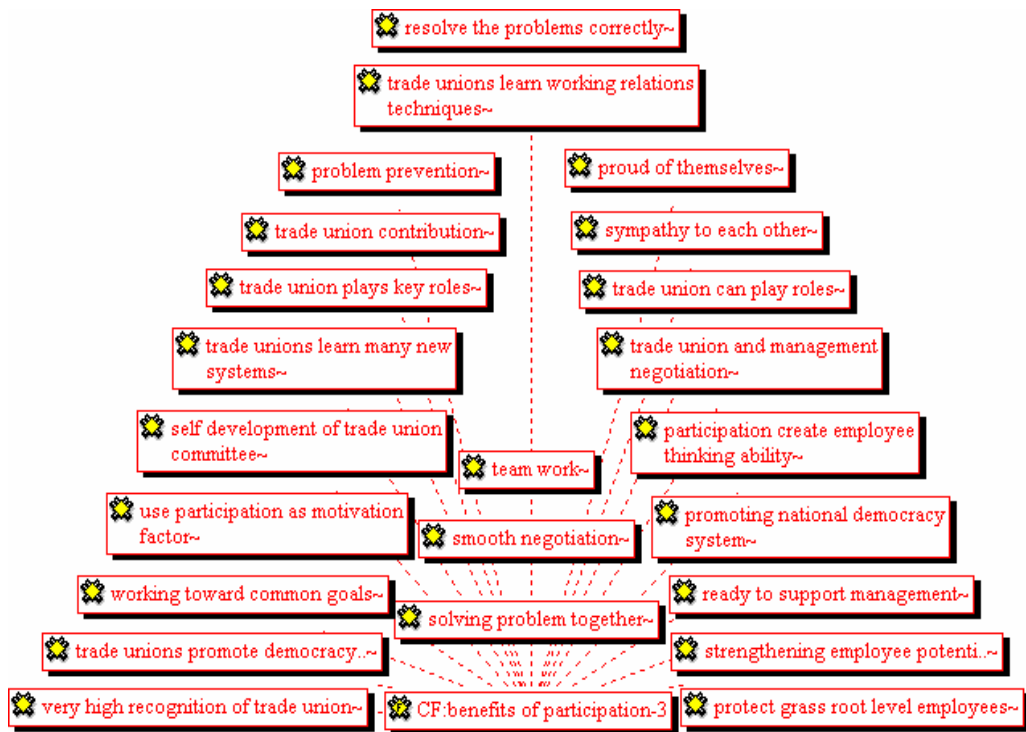 resolve the problems correctly~
trade unions learn working relations
techniques~
problem prevention~
proud of themselves~
trade union contribution~
sympathy to each other~
trade union plays key roles~
trade union can play roles~
trade unions learn many new
systems~
trade union and management
negotiation~
self development of trade union
committee~
participation create employee
thinking ability~
team work~
use participation as motivation
factor~
promoting national democracy
system~
smooth negotiation~
working toward common goals~
ready to support management~
solving problem together~
trade unions promote democracy..~
strengthening employee potenti..~
very high recognition of trade union~
CF:benefits of participation-3
protect grass root level employees~